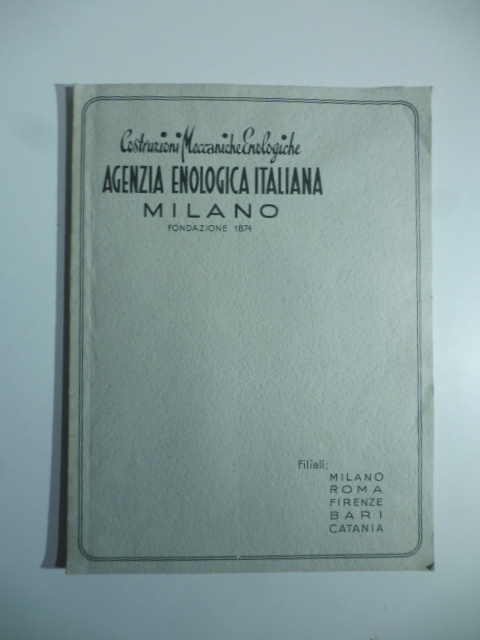 Costruzioni Meccaniche Enologiche
AGENZIA ENOLOGICA ITALIANA
MILANO
FONDAZIONE 1874
Filiali:
MILANO
ROMA
FIRENZE
BARI
CATANIA